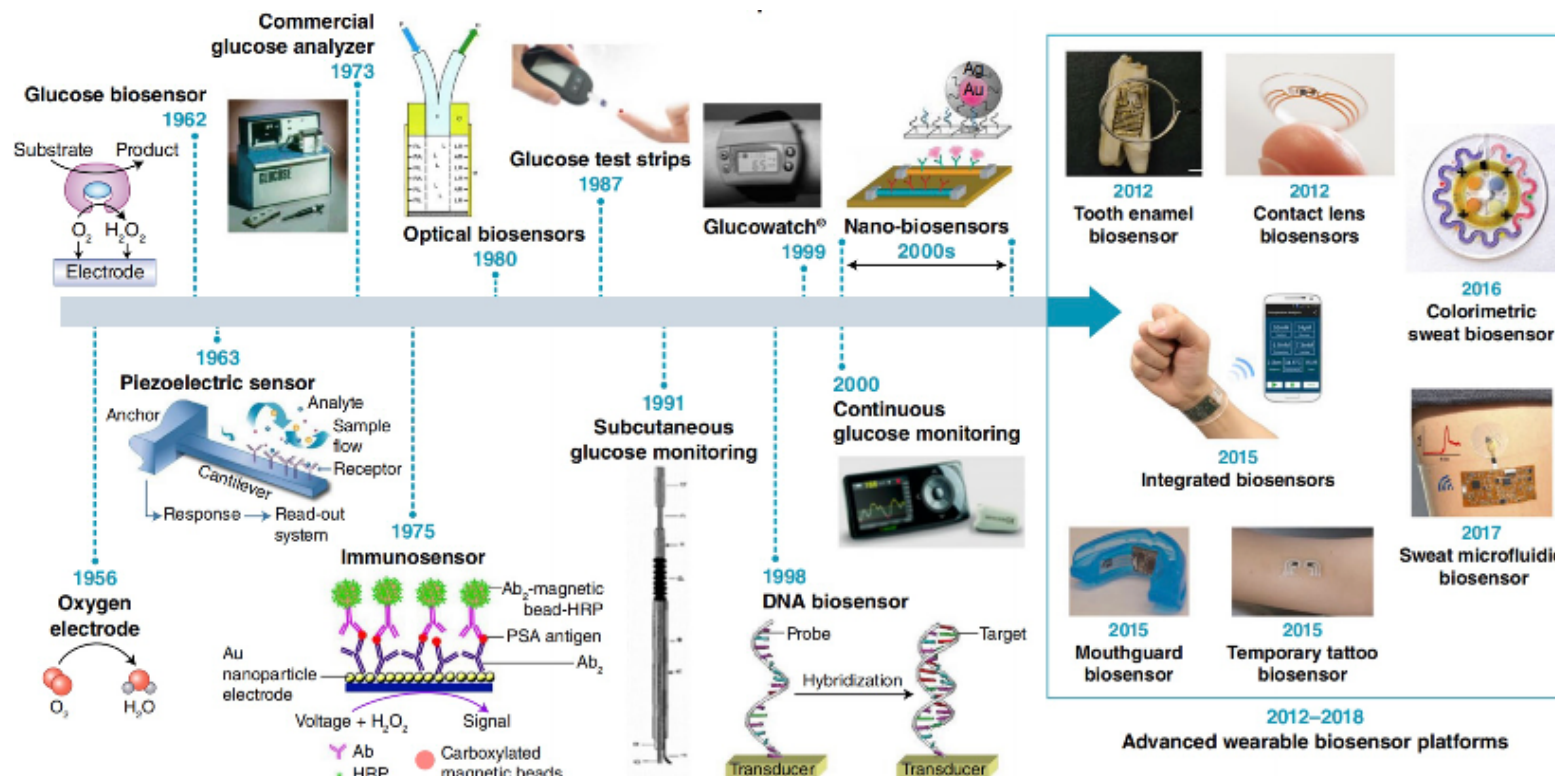 Commercial
glucose analyzer
1973
Glucose biosensor
1962
Substrate
Product
O2
H2O2
Electrode
GLUCOSE
Optical biosensors
1980
Glucose test strips
1987
Glucowatch®
1999
Ag
Au
Nano-biosensors
2000s
1956
Oxygen
electrode
H2O
1963
Piezoelectric sensor
Anchor
Analyte
Sample
flow
Receptor
Cantilever
Response
Read-out
system
1975
Immunosensor
Ab2-magnetic
bead-HRP
PSA antigen
Ab2
Au
nanoparticle
electrode
Voltage + H2O2
Signal
Ab
HRP
Carboxylated
magnetic beads
1991
Subcutaneous
glucose monitoring
1998
DNA biosensor
Probe
Target
Hybridization
Transducer
Transducer
2000
Continuous
glucose monitoring
2012
Tooth enamel
biosensor
2012
Contact lens
biosensors
2016
Colorimetric
sweat biosensor
2015
Integrated biosensors
2017
Sweat microfluidic
biosensor
2015
Mouthguard
biosensor
2015
Temporary tattoo
biosensor
2012–2018
Advanced wearable biosensor platforms